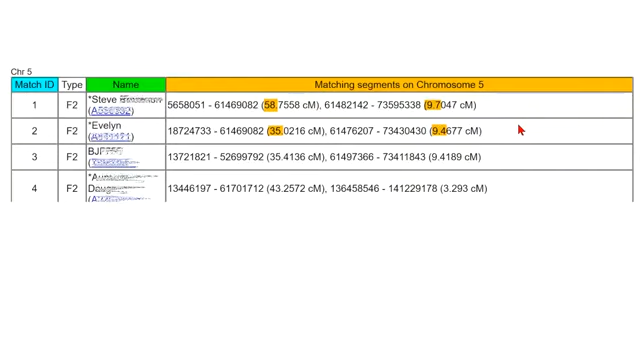 Chr 5
Match ID Type Name Matching segments on Chromosome 5
1 F2 *Steve 5658051 - 61469082 (58.7558 cM), 61482142 - 73595338 (9.7047 cM)
2 F2 *Evelyn 18724733 - 61469082 (35.0216 cM), 61476207 - 73430430 (9.4677 cM)
3 F2 13721821 - 52699792 (35.4136 cM), 61497366 - 73411843 (9.4189 cM)
4 F2 13446197 - 61701712 (43.2572 cM), 136458546 - 141229178 (3.293 cM)